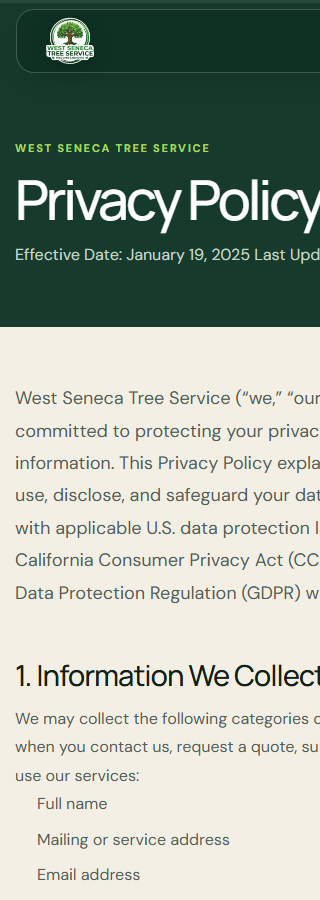 WEST SENECA
TREE SERVICE
WEST SENECA TREE SERVICE
Privacy Policy
Effective Date: January 19, 2025 Last Upd
West Seneca Tree Service (“we,” “our
committed to protecting your privac
information. This Privacy Policy expla
use, disclose, and safeguard your dat
with applicable U.S. data protection l
California Consumer Privacy Act (CC
Data Protection Regulation (GDPR) w
1. Information We Collect
We may collect the following categories o
when you contact us, request a quote, su
use our services:
Full name
Mailing or service address
Email address